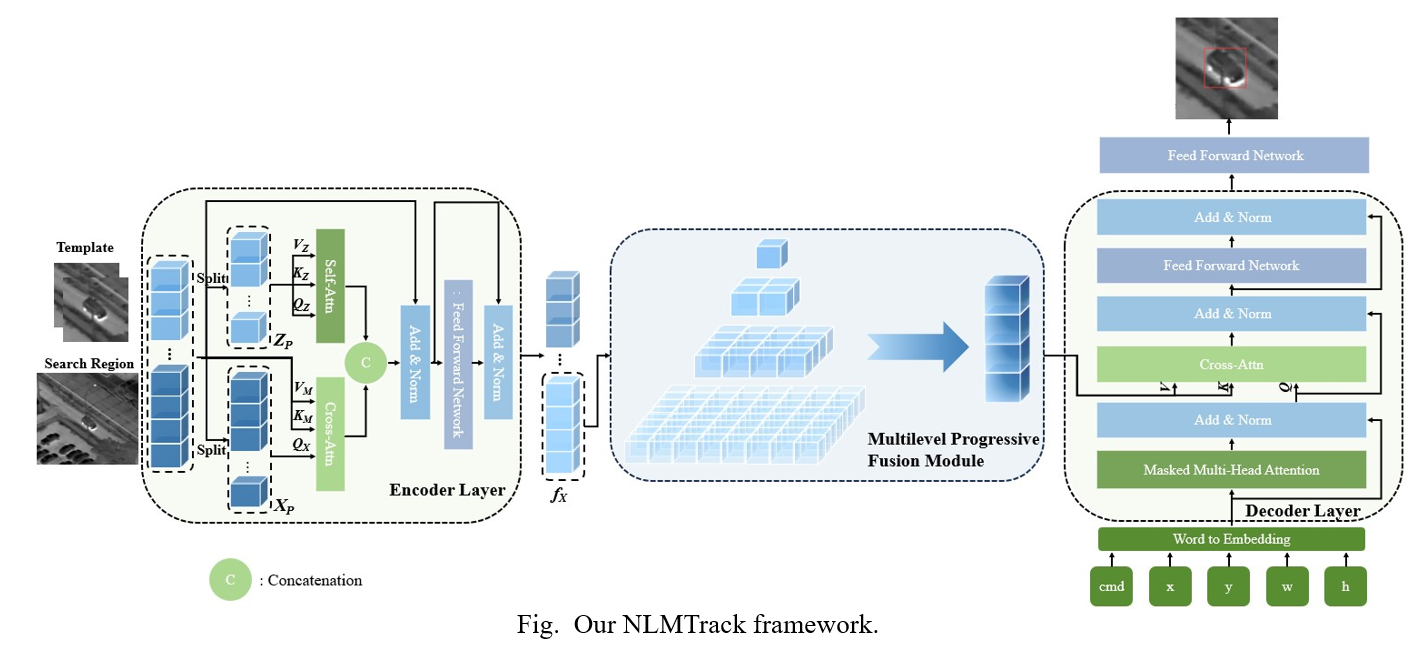 Template
Search Region
Split
Split
⋮
Z_P
X_P
V_Z
K_Z
Q_Z
V_M
K_M
Q_X
Self-Attn
Cross-Attn
C
Add & Norm
: Feed Forward Network
Add & Norm
Encoder Layer
C : Concatenation
f_X
Multilevel Progressive
Fusion Module
Feed Forward Network
Add & Norm
Feed Forward Network
Add & Norm
Cross-Attn
V K Q
Add & Norm
Masked Multi-Head Attention
Decoder Layer
Word to Embedding
cmd x y w h
Fig. Our NLMTrack framework.